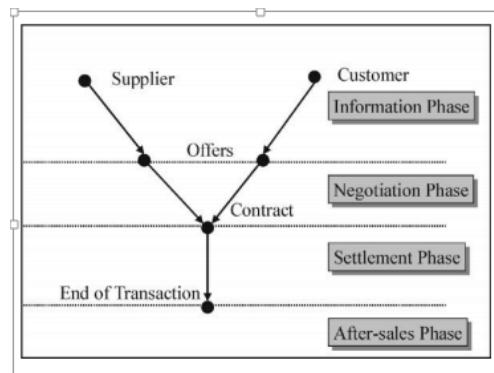 Supplier
Customer
Information Phase
Offers
Negotiation Phase
Contract
Settlement Phase
End of Transaction
After-sales Phase